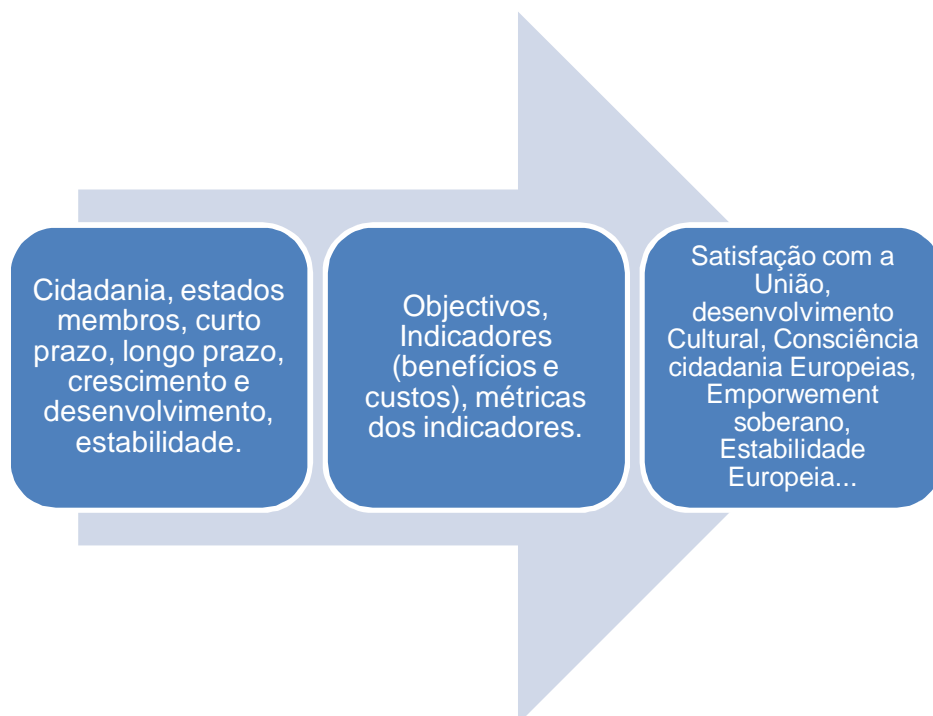 Cidadania, estados
membros, curto
prazo, longo prazo,
crescimento e
desenvolvimento,
estabilidade.
Objectivos,
Indicadores
(benefícios e
custos), métricas
dos indicadores.
Satisfação com a
União,
desenvolvimento
Cultural, Consciência
cidadania Europeias,
Emporwement
soberano,
Estabilidade
Europeia...